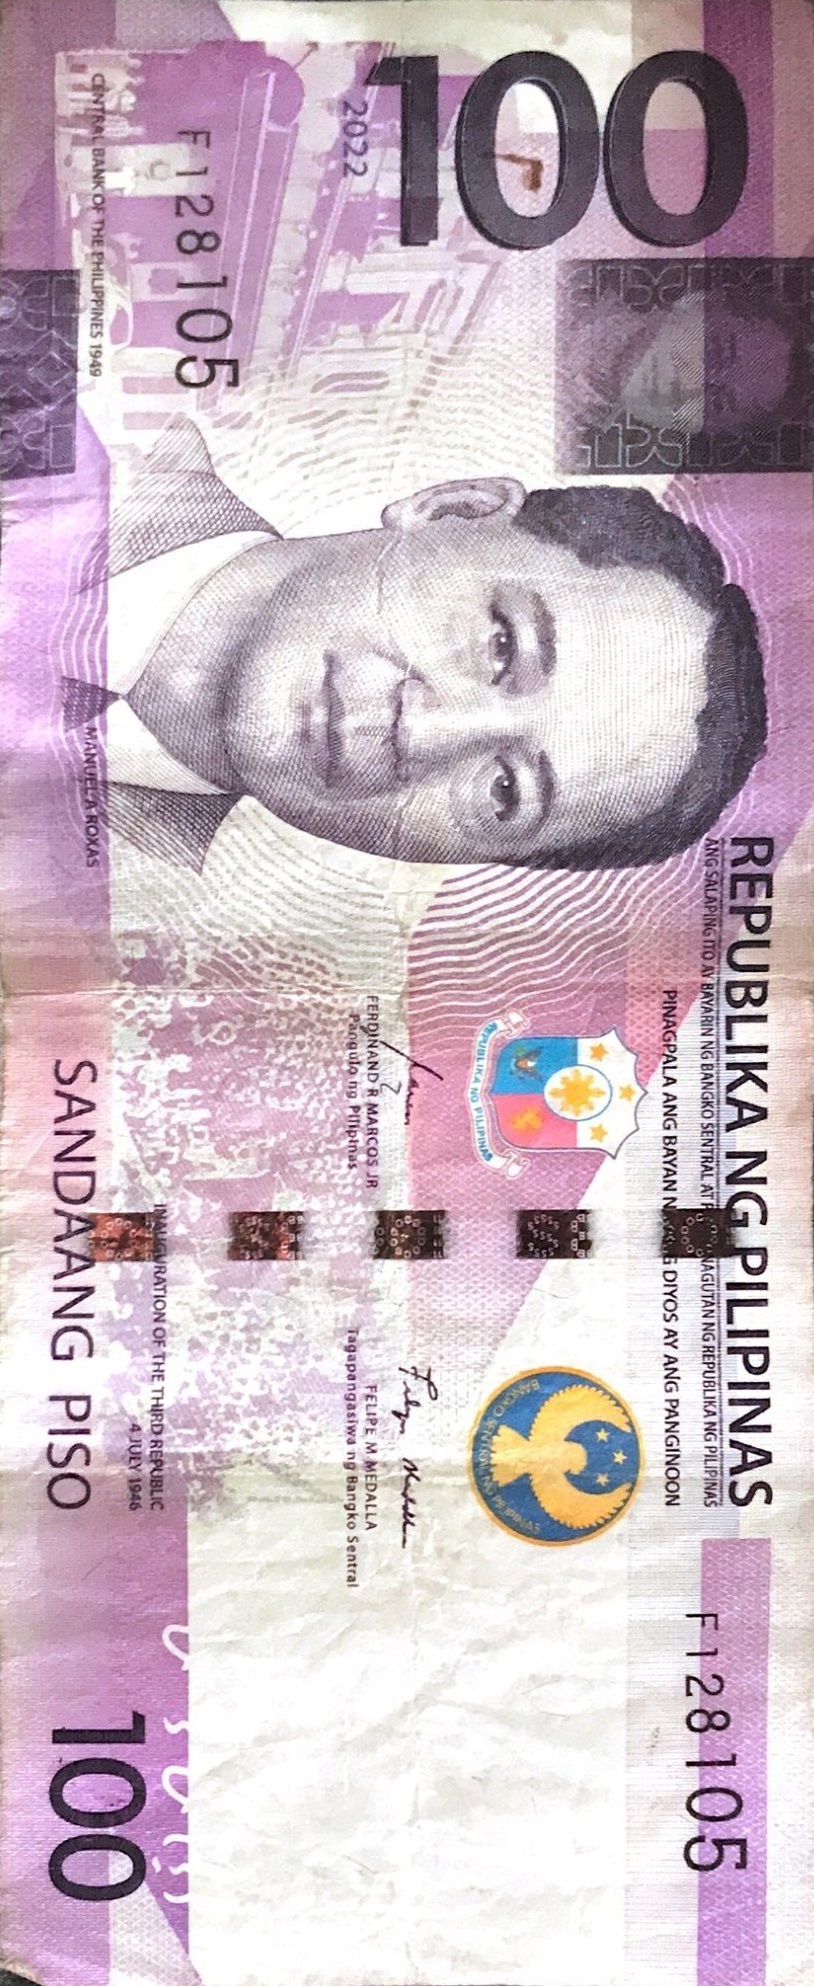 100
2022
F128105
CENTRAL BANK OF THE PHILIPPINES 1949
MANUEL A ROXAS
REPUBLIKA NG PILIPINAS
ANG SALAPING ITO AY BAYARIN NG BANGKO SENTRAL AT NAGUTAN NG REPUBLIKA NG PILIPINAS
PINAGPALA ANG BAYAN NA ANG DIYOS AY ANG PANGINOON
REPUBLIKA NG PILIPINAS
BANGKO SENTRAL NG PILIPINAS
FERDINAND R MARCOS JR
Pangulo ng Pilipinas
FELIPE M MEDALLA
Tagapangasiwa ng Bangko Sentral
INAUGURATION OF THE THIRD REPUBLIC
4 JULY 1946
SANDAANG PISO
F128105
100